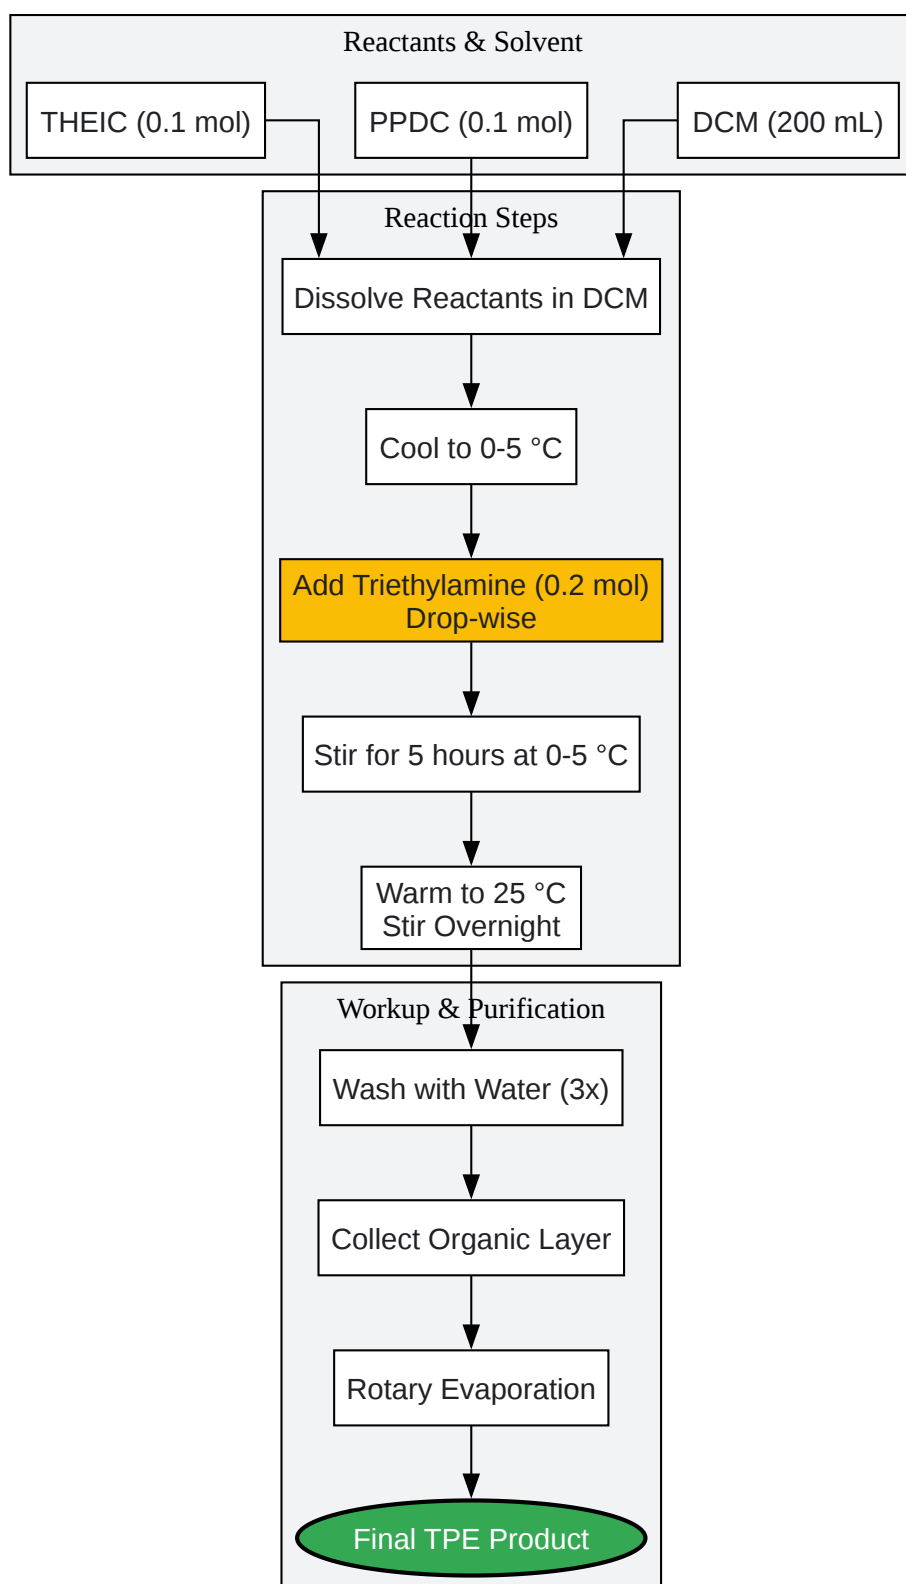 Reactants & Solvent
THEIC (0.1 mol)
PPDC (0.1 mol)
DCM (200 mL)
Reaction Steps
Dissolve Reactants in DCM
Cool to 0-5 °C
Add Triethylamine (0.2 mol)
Drop-wise
Stir for 5 hours at 0-5 °C
Warm to 25 °C
Stir Overnight
Workup & Purification
Wash with Water (3x)
Collect Organic Layer
Rotary Evaporation
Final TPE Product